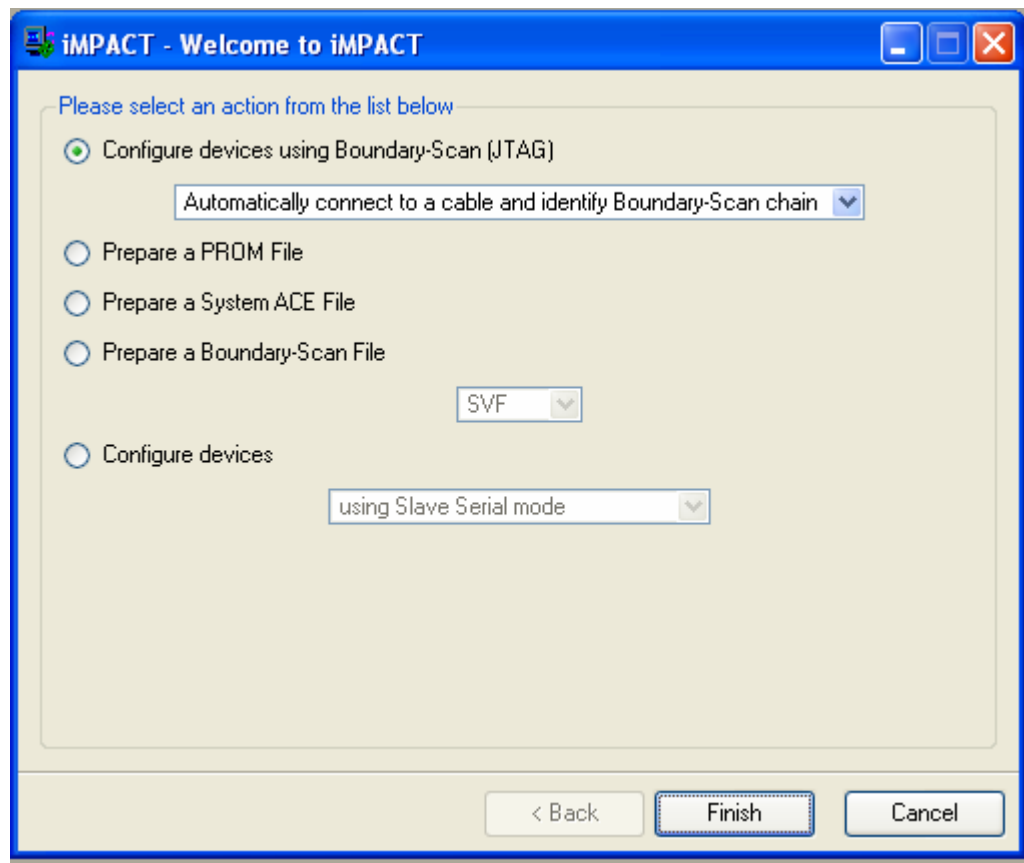 iMPACT - Welcome to iMPACT
Please select an action from the list below
Configure devices using Boundary-Scan (JTAG)
Automatically connect to a cable and identify Boundary-Scan chain
Prepare a PROM File
Prepare a System ACE File
Prepare a Boundary-Scan File
SVF
Configure devices
using Slave Serial mode
< Back Finish Cancel